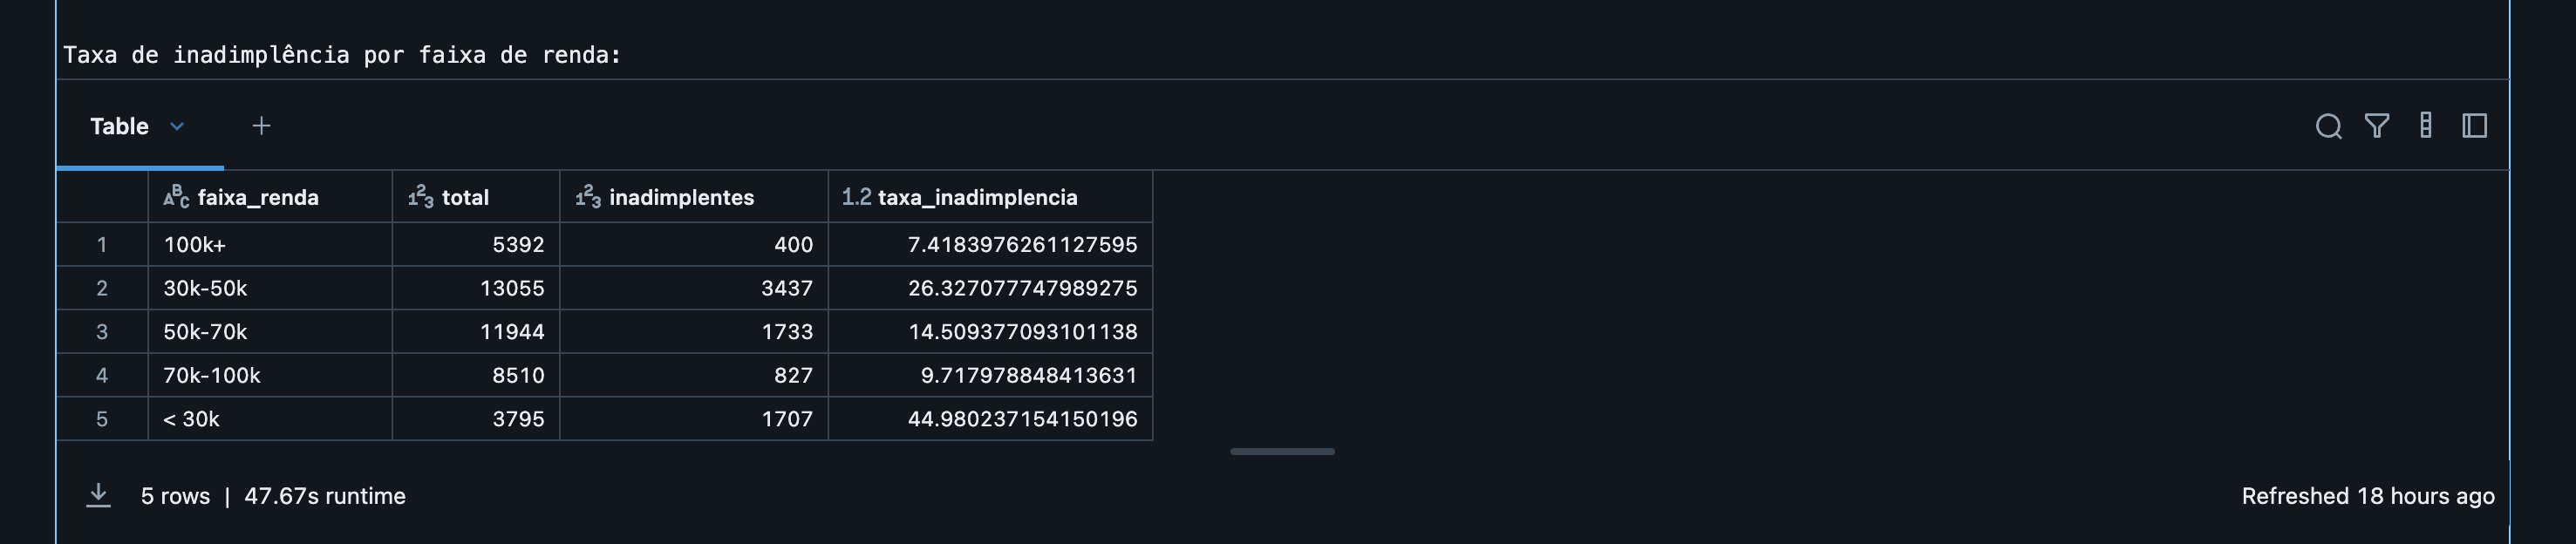 Taxa de inadimplência por faixa de renda:
Table
faixa_renda total inadimplentes 1.2 taxa_inadimplencia
1 100k+ 5392 400 7.4183976261127595
2 30k-50k 13055 3437 26.327077747989275
3 50k-70k 11944 1733 14.509377093101138
4 70k-100k 8510 827 9.717978848413631
5 < 30k 3795 1707 44.980237154150196
5 rows | 47.67s runtime Refreshed 18 hours ago